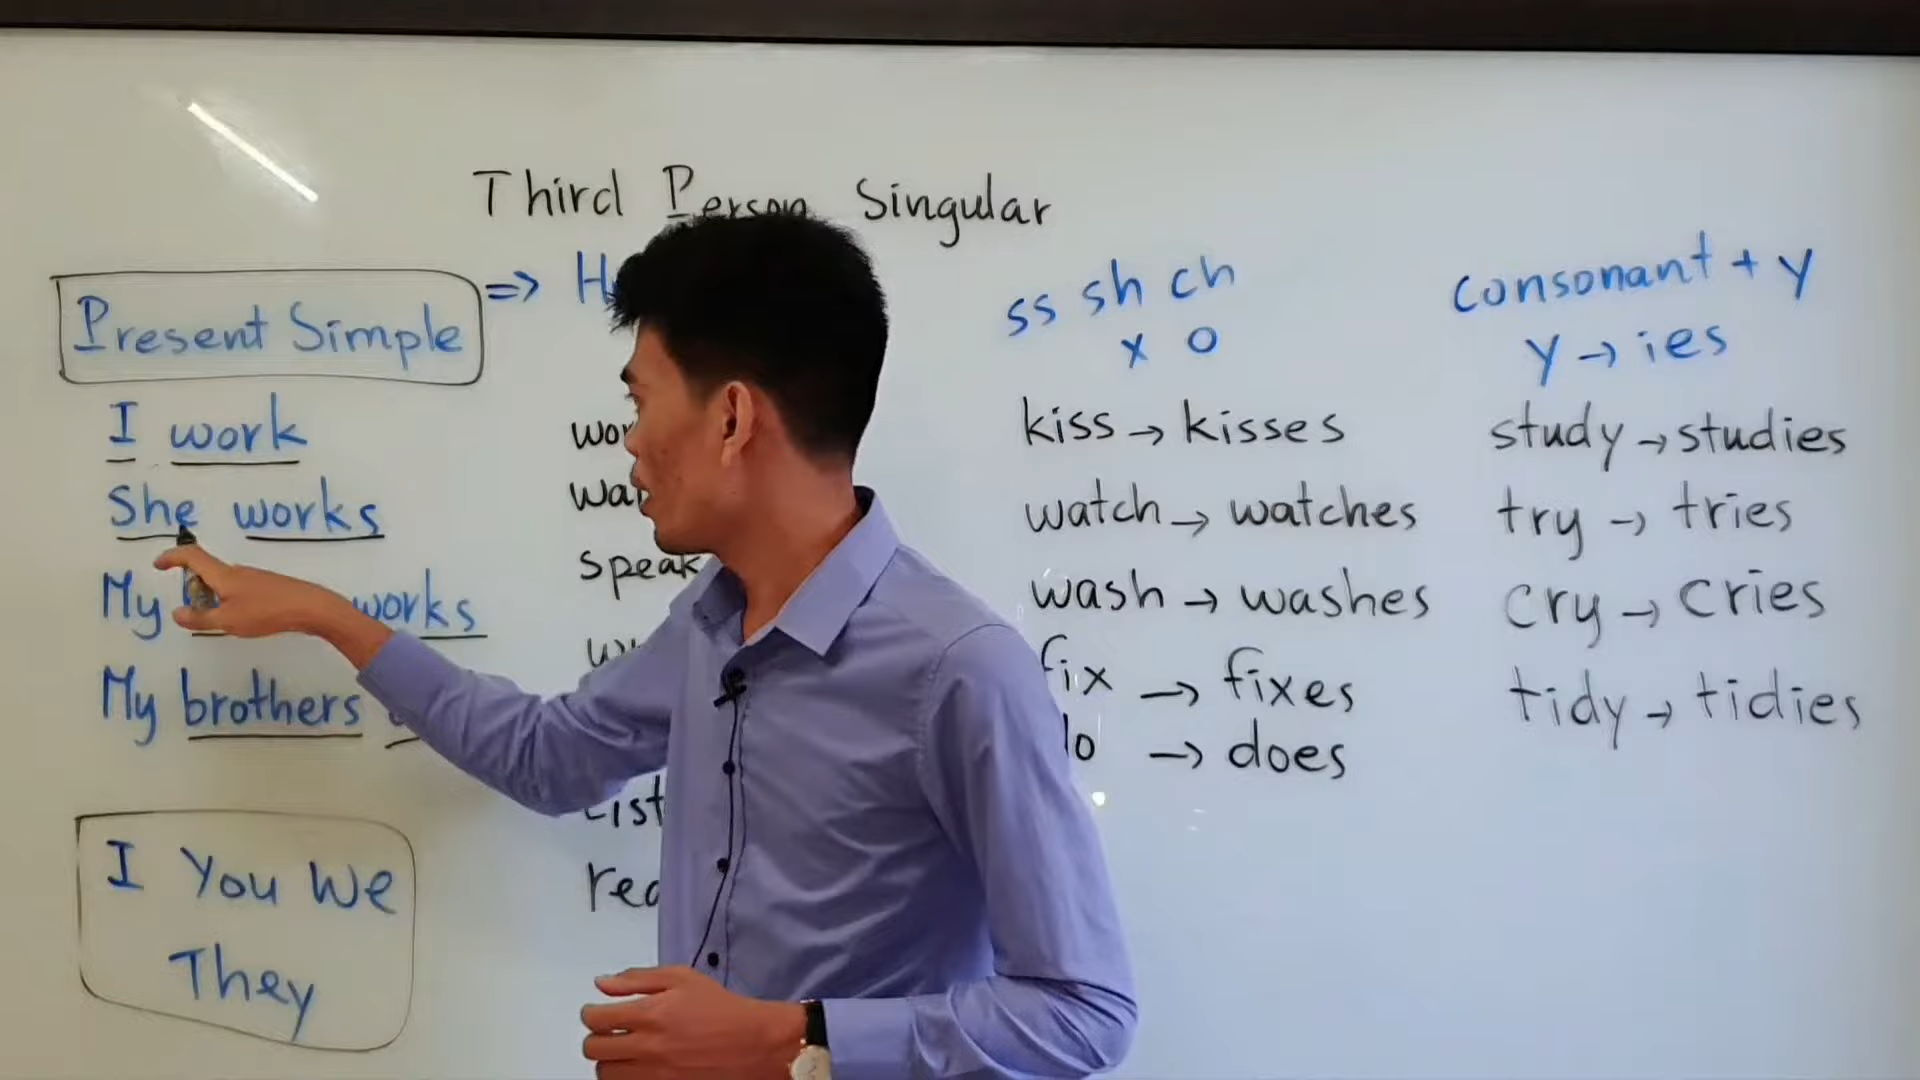 Third Person Singular
Present Simple =>
I work
She works
My works
My brothers
I You We
They
speak
ss sh ch
x o
kiss → kisses
watch → watches
wash → washes
fix → fixes
→ does
consonant + y
y → ies
study → studies
try → tries
cry → cries
tidy → tidies